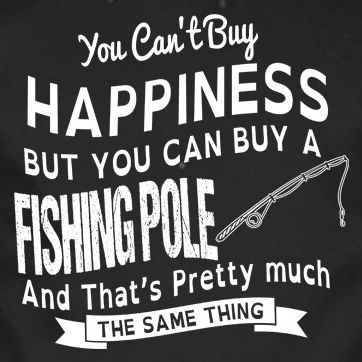 You Can't Buy
HAPPINESS
BUT YOU CAN BUY A
FISHING POLE
And That's Pretty much
THE SAME THING